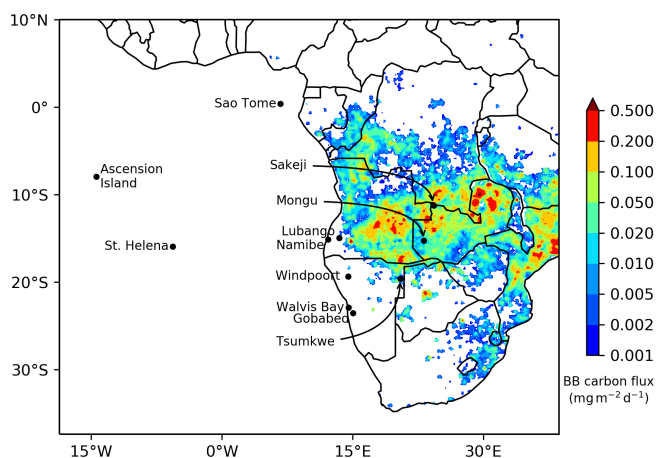 10°N
0°
10°S
20°S
30°S
15°W
0°W
15°E
30°E
Sao Tome
Ascension
Island
St. Helena
Sakeji
Mongu
Lubango
Namibe
Windpoort
Walvis Bay
Gobabeb
Tsumkwe
0.500
0.200
0.100
0.050
0.020
0.010
0.005
0.002
0.001
BB carbon flux
(mg m⁻² d⁻¹)